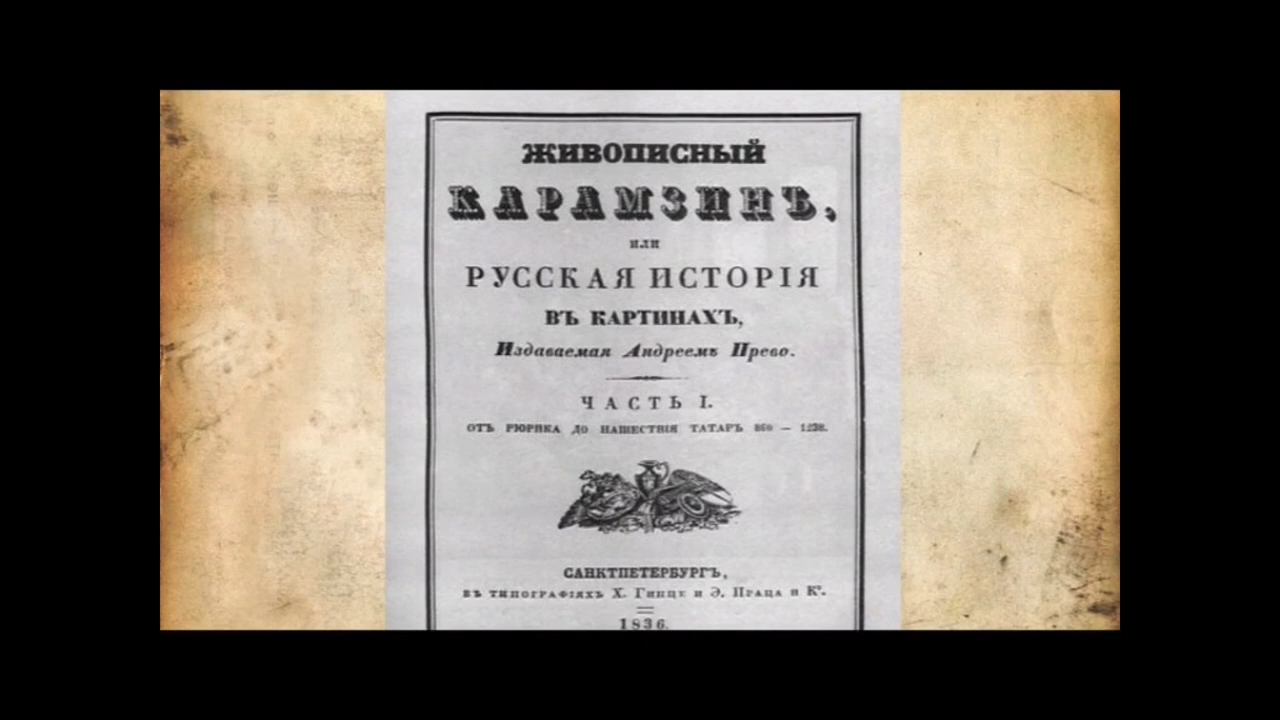 ЖИВОПИСНЫЙ
КАРАМЗИНЪ,
ИЛИ
РУССКАЯ ИСТОРІЯ
ВЪ КАРТИНАХЪ,
Издаваемая Андреемъ Прево.
ЧАСТЬ I.
ОТЪ РЮРИКА ДО НАШЕСТВІЯ ТАТАРЪ 860 — 1238.
САНКТПЕТЕРБУРГЪ,
ВЪ ТИПОГРАФІЯХЪ Х. ГИНЦЕ И Э. ПРАЦА И Кº.
1836.